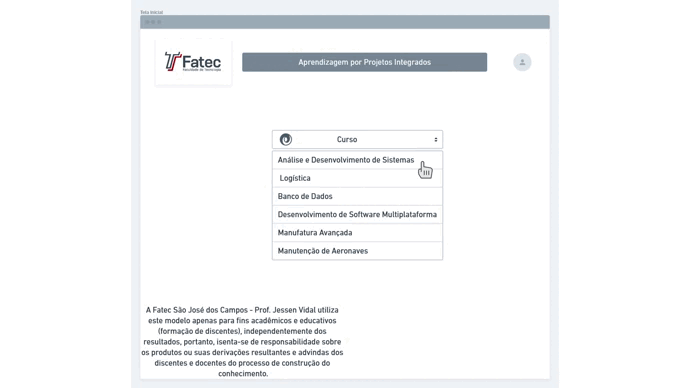 Tela Inicial
Fatec
Faculdade de Tecnologia
Aprendizagem por Projetos Integrados
Curso
Análise e Desenvolvimento de Sistemas
Logística
Banco de Dados
Desenvolvimento de Software Multiplataforma
Manufatura Avançada
Manutenção de Aeronaves
A Fatec São José dos Campos - Prof. Jessen Vidal utiliza
este modelo apenas para fins acadêmicos e educativos
(formação de discentes), independentemente dos
resultados, portanto, isenta-se de responsabilidade sobre
os produtos ou suas derivações resultantes e advindas dos
discentes e docentes do processo de construção do
conhecimento.